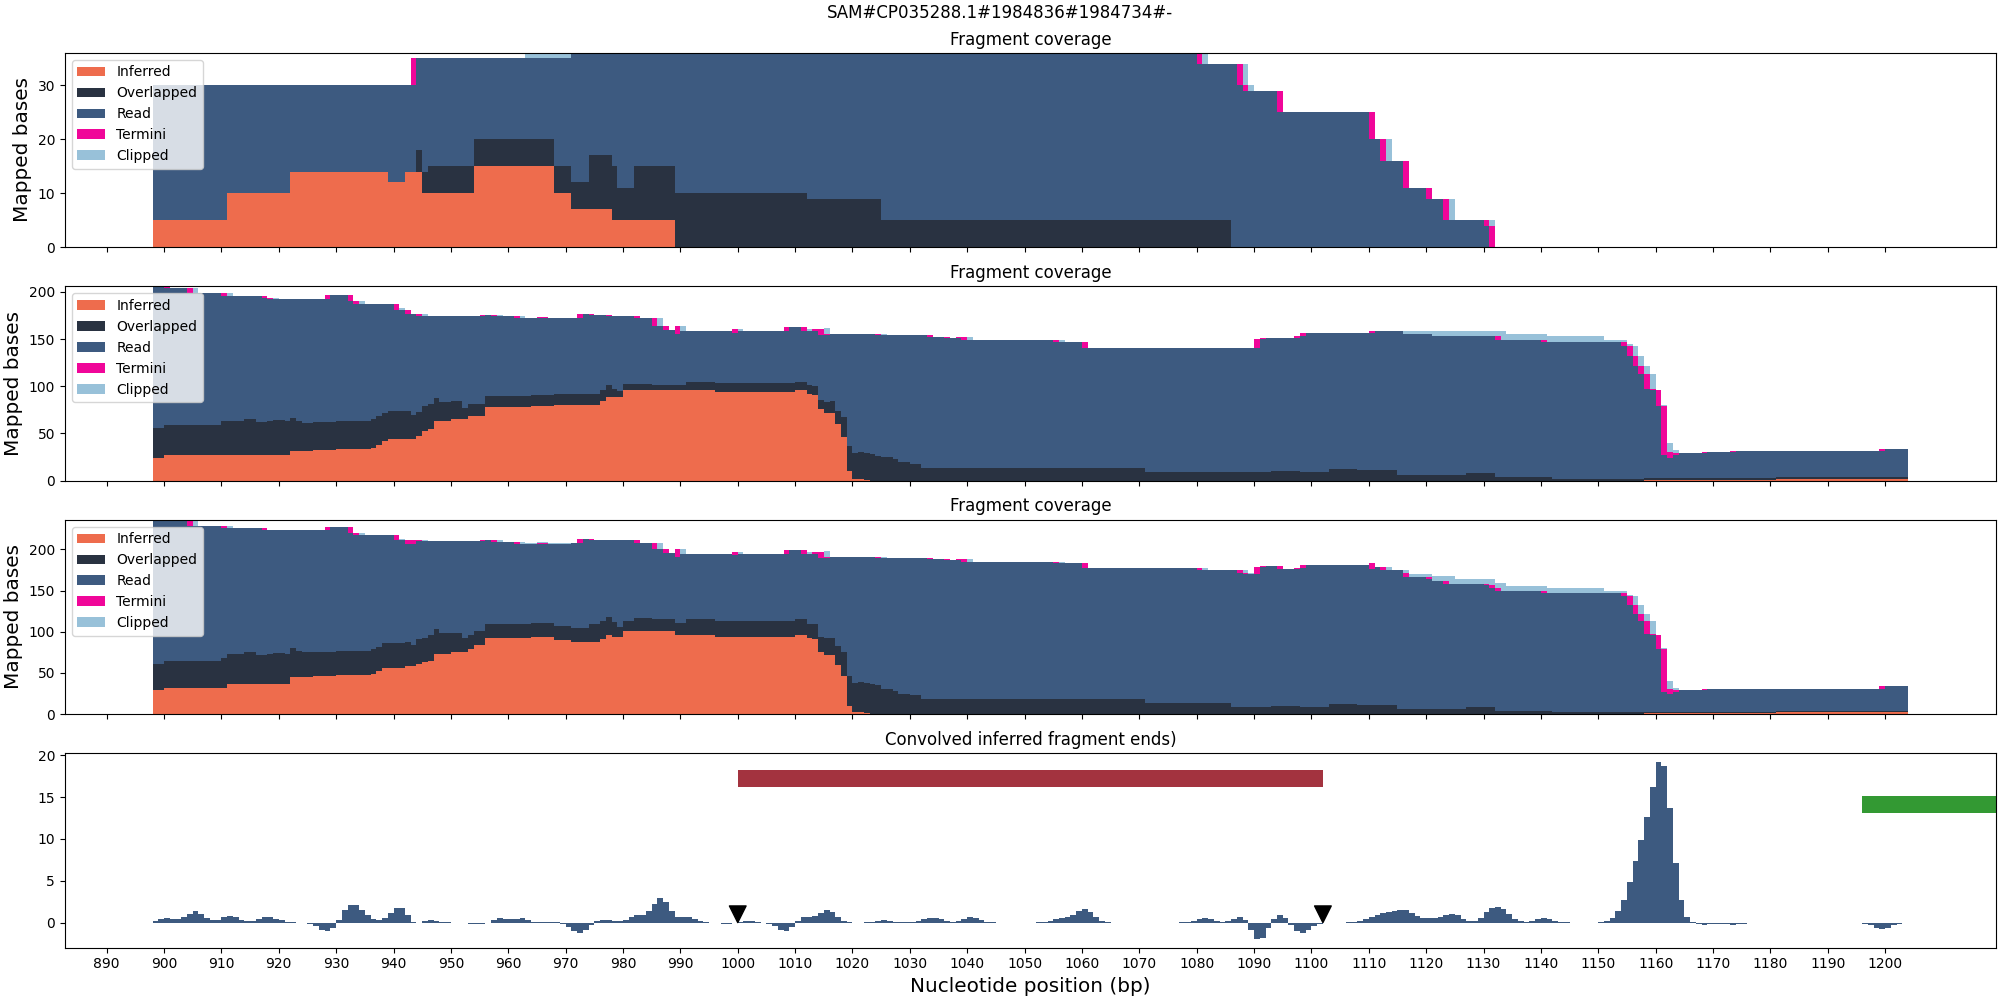 SAM#CP035288.1#1984836#1984734#-
Fragment coverage
Mapped bases
30
20
10
0
Inferred
Overlapped
Read
Termini
Clipped
Fragment coverage
Mapped bases
200
150
100
50
0
Inferred
Overlapped
Read
Termini
Clipped
Fragment coverage
Mapped bases
200
150
100
50
0
Inferred
Overlapped
Read
Termini
Clipped
Convolved inferred fragment ends)
20
15
10
5
0
890 900 910 920 930 940 950 960 970 980 990 1000 1010 1020 1030 1040 1050 1060 1070 1080 1090 1100 1110 1120 1130 1140 1150 1160 1170 1180 1190 1200
Nucleotide position (bp)